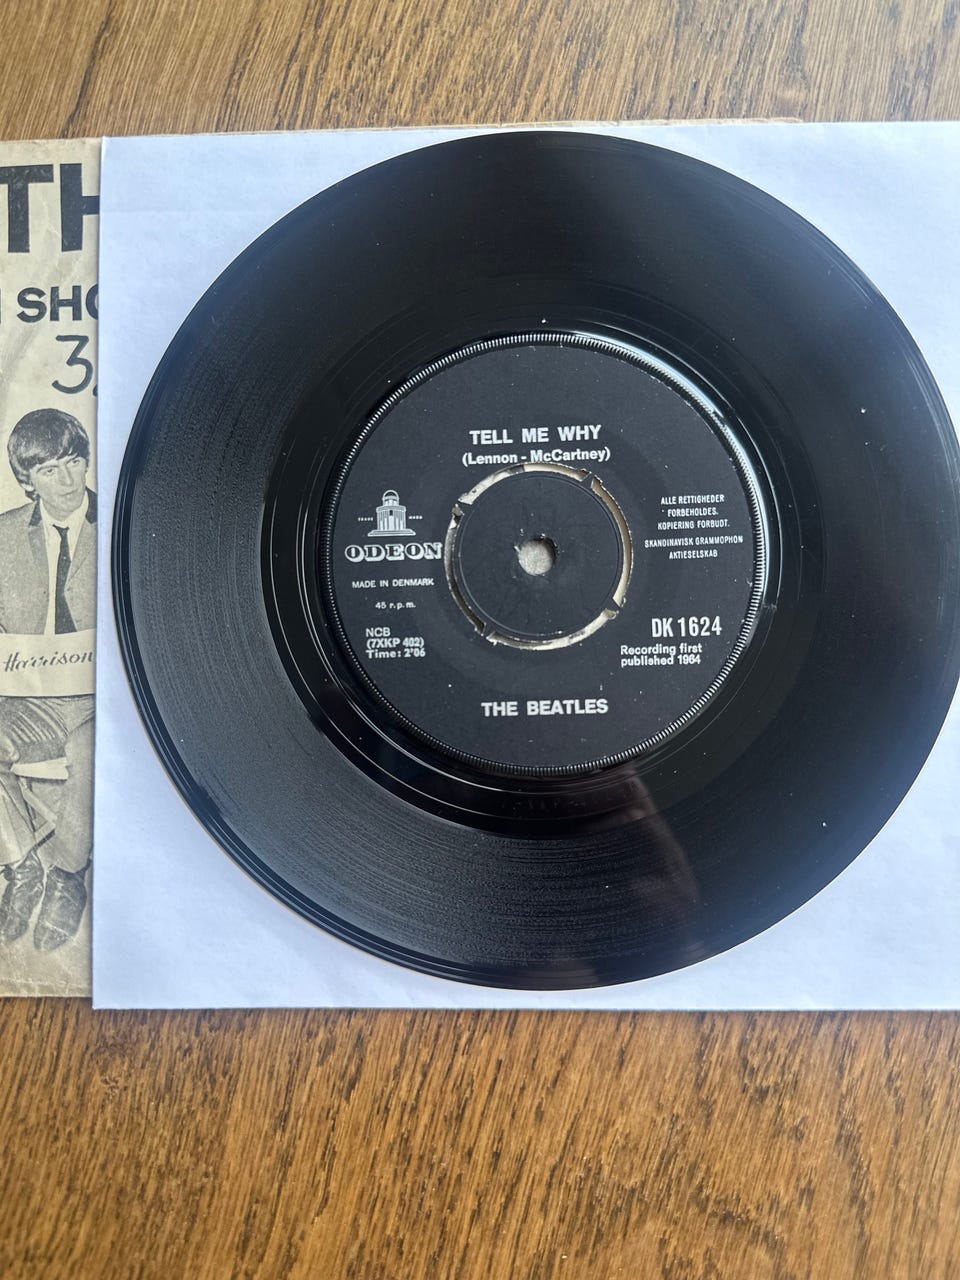 TH
SHO
3
Harrison
TELL ME WHY
(Lennon - McCartney)
TRADE MARK
ODEON
MADE IN DENMARK
45 r.p.m.
NCB
(7XKP 402)
Time: 2'06
ALLE RETTIGHEDER
FORBEHOLDES.
KOPIERING FORBUDT.
SKANDINAVISK GRAMMOPHON
AKTIESELSKAB
DK 1624
Recording first
published 1964
THE BEATLES